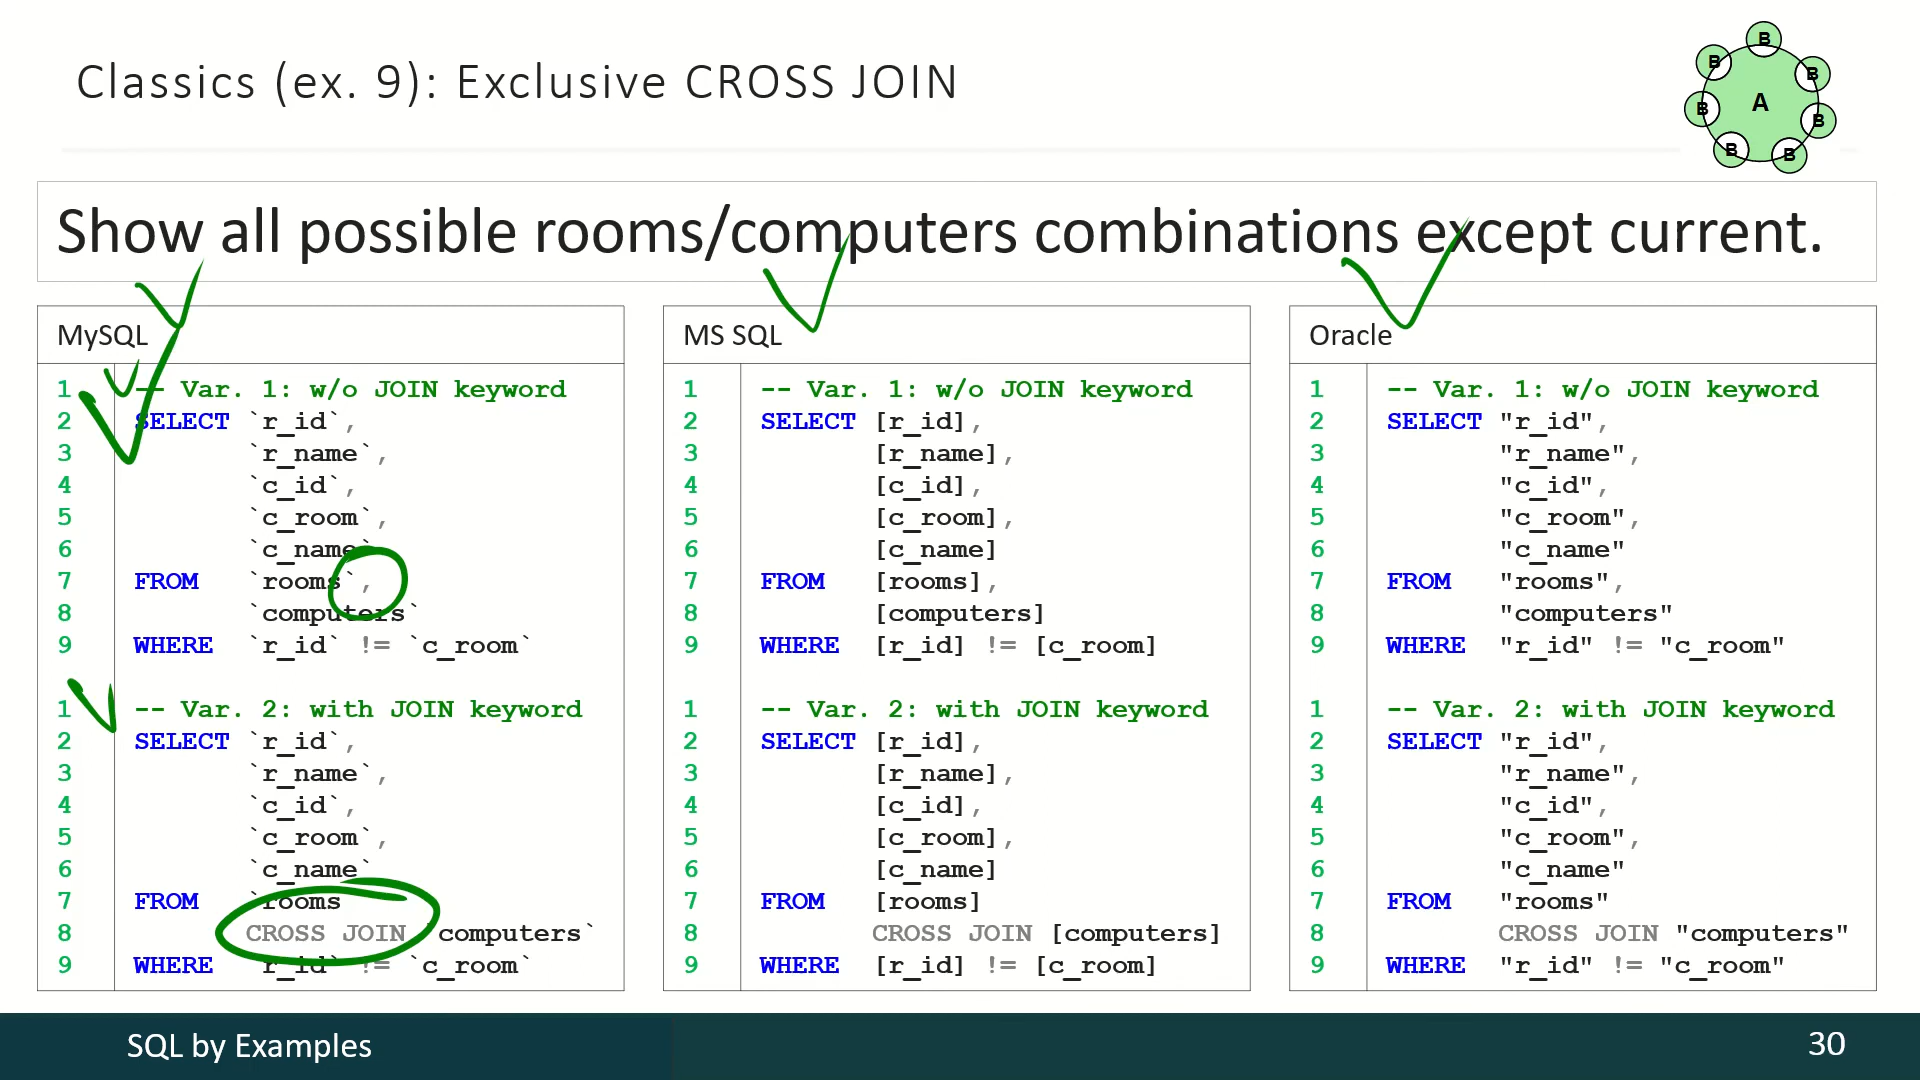 Classics (ex. 9): Exclusive CROSS JOIN
B
B
B
A
B
B
B
B
Show all possible rooms/computers combinations except current.
MySQL
1 -- Var. 1: w/o JOIN keyword
2 SELECT `r_id`,
3 `r_name`,
4 `c_id`,
5 `c_room`,
6 `c_name`
7 FROM `rooms`,
8 `computers`
9 WHERE `r_id` != `c_room`
1 -- Var. 2: with JOIN keyword
2 SELECT `r_id`,
3 `r_name`,
4 `c_id`,
5 `c_room`,
6 `c_name`
7 FROM `rooms`
8 CROSS JOIN `computers`
9 WHERE `r_id` != `c_room`
MS SQL
1 -- Var. 1: w/o JOIN keyword
2 SELECT [r_id],
3 [r_name],
4 [c_id],
5 [c_room],
6 [c_name]
7 FROM [rooms],
8 [computers]
9 WHERE [r_id] != [c_room]
1 -- Var. 2: with JOIN keyword
2 SELECT [r_id],
3 [r_name],
4 [c_id],
5 [c_room],
6 [c_name]
7 FROM [rooms]
8 CROSS JOIN [computers]
9 WHERE [r_id] != [c_room]
Oracle
1 -- Var. 1: w/o JOIN keyword
2 SELECT "r_id",
3 "r_name",
4 "c_id",
5 "c_room",
6 "c_name"
7 FROM "rooms",
8 "computers"
9 WHERE "r_id" != "c_room"
1 -- Var. 2: with JOIN keyword
2 SELECT "r_id",
3 "r_name",
4 "c_id",
5 "c_room",
6 "c_name"
7 FROM "rooms"
8 CROSS JOIN "computers"
9 WHERE "r_id" != "c_room"
SQL by Examples
30